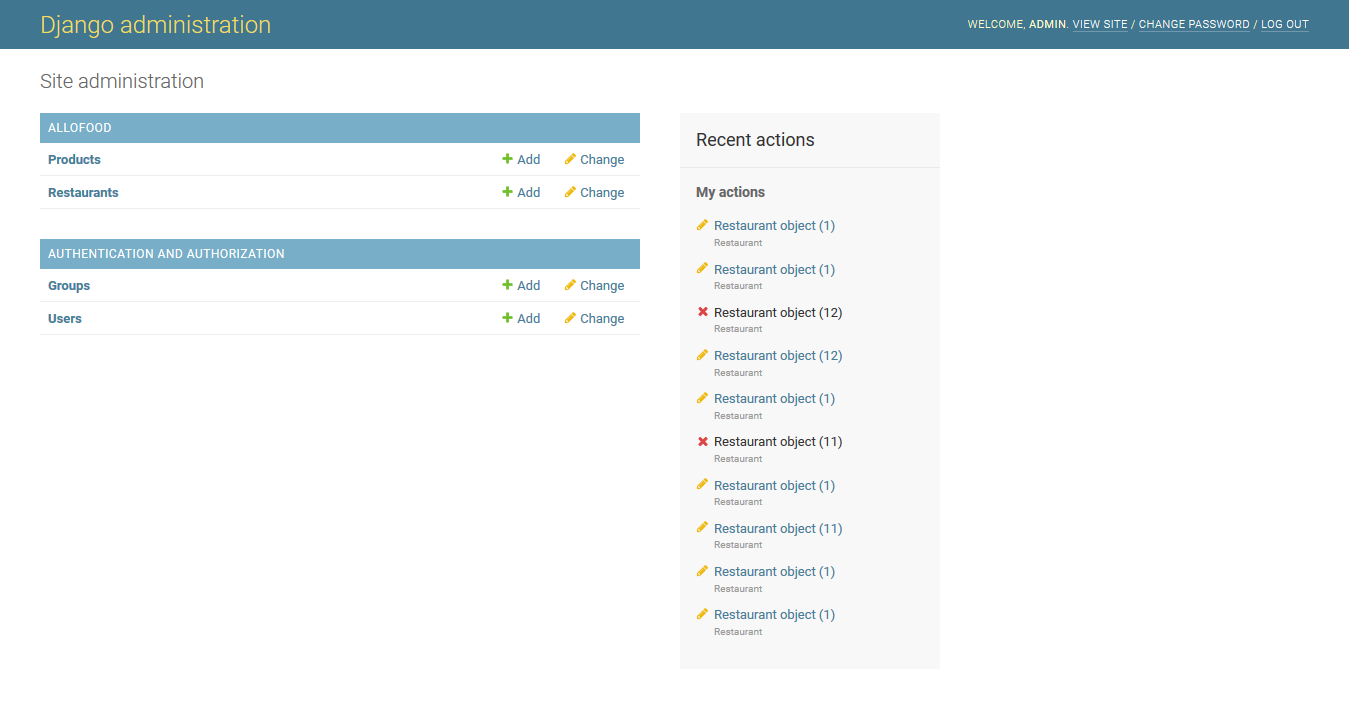 Django administration
WELCOME, ADMIN. VIEW SITE / CHANGE PASSWORD / LOG OUT
Site administration
ALLOFOOD
Products Add Change
Restaurants Add Change
AUTHENTICATION AND AUTHORIZATION
Groups Add Change
Users Add Change
Recent actions
My actions
Restaurant object (1)
Restaurant
Restaurant object (1)
Restaurant
Restaurant object (12)
Restaurant
Restaurant object (12)
Restaurant
Restaurant object (1)
Restaurant
Restaurant object (11)
Restaurant
Restaurant object (1)
Restaurant
Restaurant object (11)
Restaurant
Restaurant object (1)
Restaurant
Restaurant object (1)
Restaurant